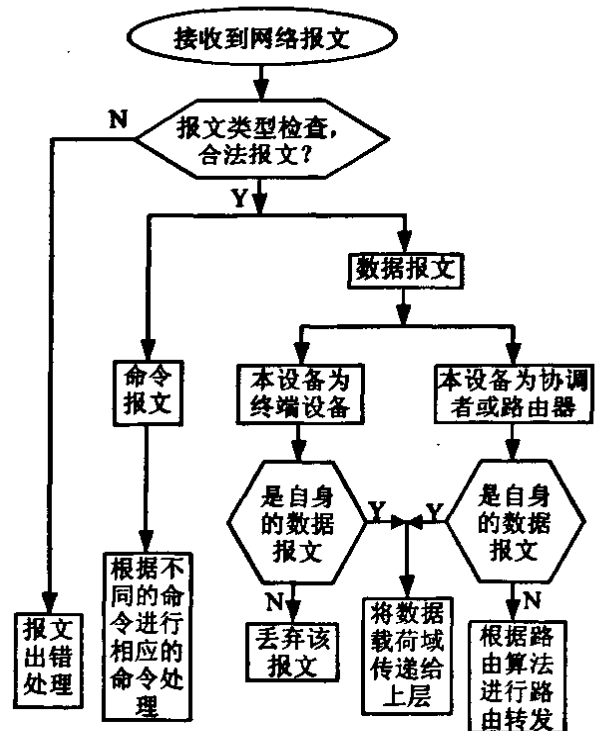 接收到网络报文
N
报文类型检查,
合法报文?
Y
数据报文
命令
报文
本设备为
终端设备
本设备为协调
者或路由器
是自身
的数据
报文
Y
Y
是自身
的数据
报文
N
N
根据不
同的命
令进行
相应的
命令处
理
报文
出错
处理
丢弃该
报文
将数据
载荷域
传递给
上层
根据路
由算法
进行路
由转发